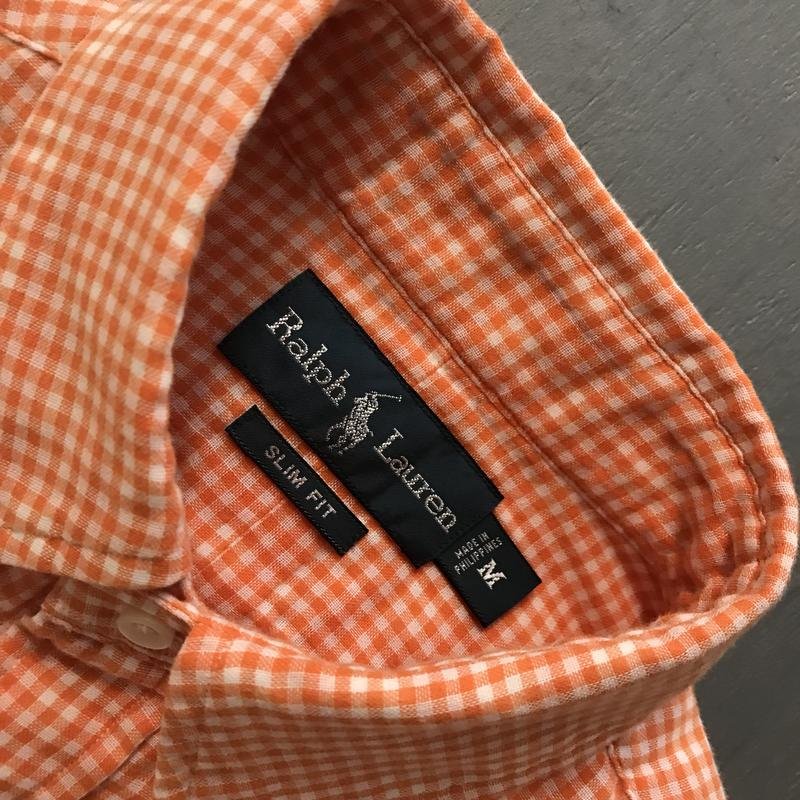 Ralph Lauren
SLIM FIT
MADE IN
PHILIPPINES
M